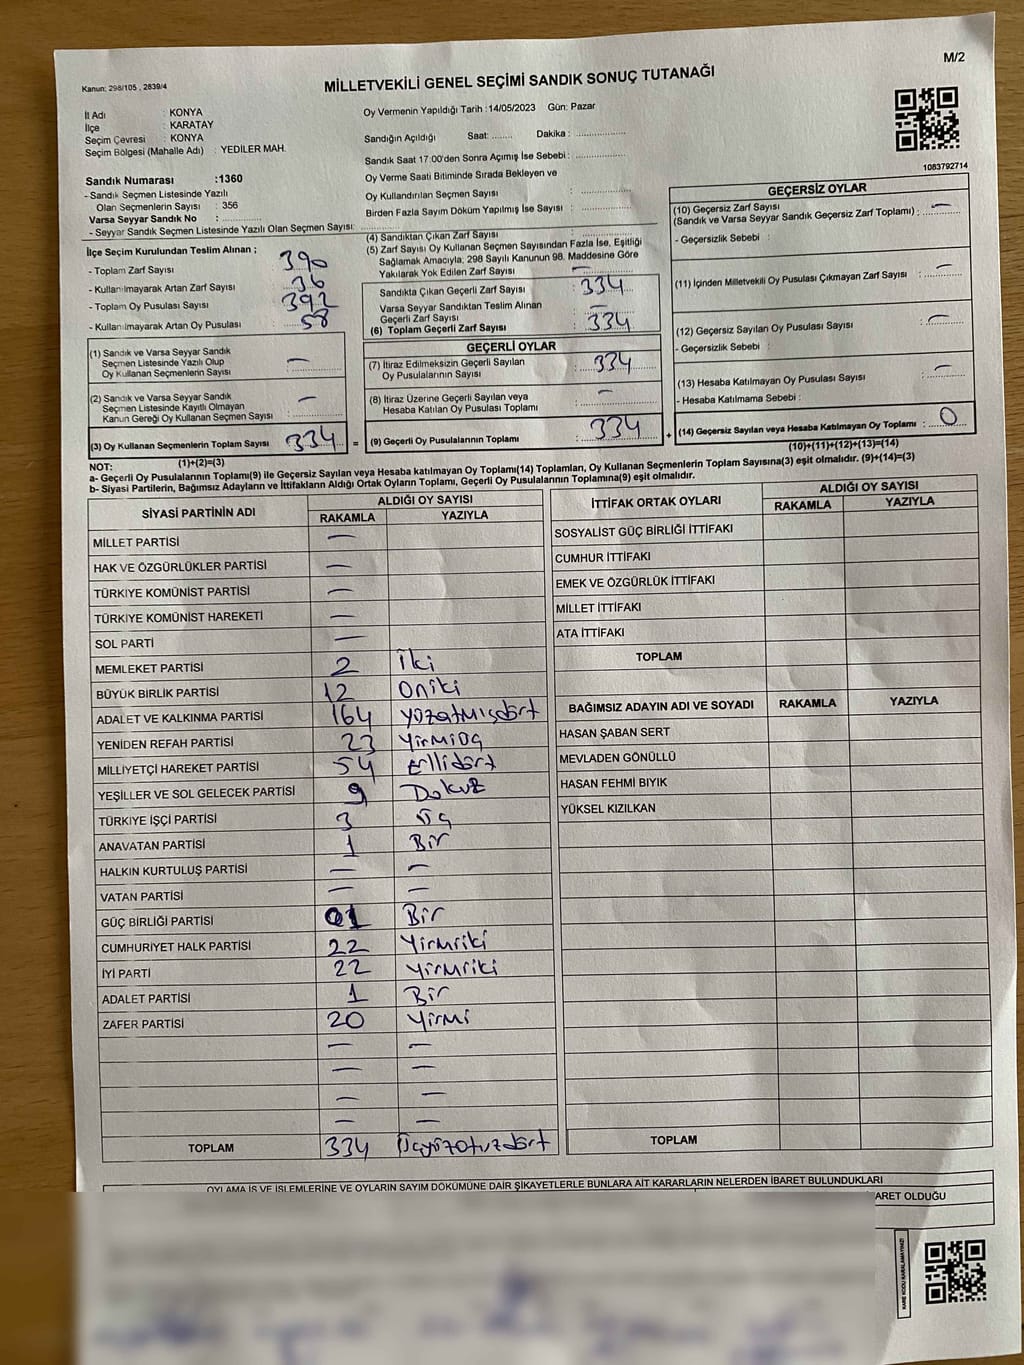 M/2
Kanun: 298/105 , 2839/4
MİLLETVEKİLİ GENEL SEÇİMİ SANDIK SONUÇ TUTANAĞI
İl Adı : KONYA
İlçe : KARATAY
Seçim Çevresi : KONYA
Seçim Bölgesi (Mahalle Adı) : YEDİLER MAH.
Oy Vermenin Yapıldığı Tarih :14/05/2023 Gün: Pazar
Sandığın Açıldığı Saat: ........ Dakika : ....................
Sandık Saat 17:00'den Sonra Açımış İse Sebebi : ....................
Oy Verme Saati Bitiminde Sırada Bekleyen ve
Oy Kullandırılan Seçmen Sayısı : ....................
Birden Fazla Sayım Döküm Yapılmış İse Sayısı : ....................
1083792714
Sandık Numarası :1360
- Sandık Seçmen Listesinde Yazılı
Olan Seçmenlerin Sayısı : 356
Varsa Seyyar Sandık No : ....................
- Seyyar Sandık Seçmen Listesinde Yazılı Olan Seçmen Sayısı: ....................
İlçe Seçim Kurulundan Teslim Alınan ;
- Toplam Zarf Sayısı : 390
- Kullanılmayarak Artan Zarf Sayısı : 36
- Toplam Oy Pusulası Sayısı : 392
- Kullanılmayarak Artan Oy Pusulası : 58
(1) Sandık ve Varsa Seyyar Sandık
Seçmen Listesinde Yazılı Olup
Oy Kullanan Seçmenlerin Sayısı : —
(2) Sandık ve Varsa Seyyar Sandık
Seçmen Listesinde Kayıtlı Olmayan
Kanun Gereği Oy Kullanan Seçmen Sayısı : —
(3) Oy Kullanan Seçmenlerin Toplam Sayısı : 334 =
(1)+(2)=(3)
(4) Sandıktan Çıkan Zarf Sayısı : ....................
(5) Zarf Sayısı Oy Kullanan Seçmen Sayısından Fazla İse, Eşitliği
Sağlamak Amacıyla, 298 Sayılı Kanunun 98. Maddesine Göre
Yakılarak Yok Edilen Zarf Sayısı : —
Sandıkta Çıkan Geçerli Zarf Sayısı : 334
Varsa Seyyar Sandıktan Teslim Alınan
Geçerli Zarf Sayısı : —
(6) Toplam Geçerli Zarf Sayısı : 334
GEÇERLİ OYLAR
(7) İtiraz Edilmeksizin Geçerli Sayılan
Oy Pusulalarının Sayısı : 334
(8) İtiraz Üzerine Geçerli Sayılan veya
Hesaba Katılan Oy Pusulası Toplamı : —
(9) Geçerli Oy Pusulalarının Toplamı : 334 +
GEÇERSİZ OYLAR
(10) Geçersiz Zarf Sayısı
(Sandık ve Varsa Seyyar Sandık Geçersiz Zarf Toplamı) : —
- Geçersizlik Sebebi :
(11) İçinden Milletvekili Oy Pusulası Çıkmayan Zarf Sayısı : —
(12) Geçersiz Sayılan Oy Pusulası Sayısı : —
- Geçersizlik Sebebi :
(13) Hesaba Katılmayan Oy Pusulası Sayısı : —
- Hesaba Katılmama Sebebi :
(14) Geçersiz Sayılan veya Hesaba Katılmayan Oy Toplamı : 0
(10)+(11)+(12)+(13)=(14)
NOT:
a- Geçerli Oy Pusulalarının Toplamı(9) ile Geçersiz Sayılan veya Hesaba katılmayan Oy Toplamı(14) Toplamları, Oy Kullanan Seçmenlerin Toplam Sayısına(3) eşit olmalıdır. (9)+(14)=(3)
b- Siyasi Partilerin, Bağımsız Adayların ve İttifakların Aldığı Ortak Oyların Toplamı, Geçerli Oy Pusulalarının Toplamına(9) eşit olmalıdır.
SİYASİ PARTİNİN ADI ALDIĞI OY SAYISI
RAKAMLA YAZIYLA
MİLLET PARTİSİ —
HAK VE ÖZGÜRLÜKLER PARTİSİ —
TÜRKİYE KOMÜNİST PARTİSİ —
TÜRKİYE KOMÜNİST HAREKETİ —
SOL PARTİ —
MEMLEKET PARTİSİ 2 İki
BÜYÜK BİRLİK PARTİSİ 12 Oniki
ADALET VE KALKINMA PARTİSİ 164 yüzatmışdört
YENİDEN REFAH PARTİSİ 23 Yirmiüç
MİLLİYETÇİ HAREKET PARTİSİ 54 Ellidört
YEŞİLLER VE SOL GELECEK PARTİSİ 9 Dokuz
TÜRKİYE İŞÇİ PARTİSİ 3 üç
ANAVATAN PARTİSİ 1 Bir
HALKIN KURTULUŞ PARTİSİ — —
VATAN PARTİSİ — —
GÜÇ BİRLİĞİ PARTİSİ 01 Bir
CUMHURİYET HALK PARTİSİ 22 Yirmiiki
İYİ PARTİ 22 Yirmiiki
ADALET PARTİSİ 1 Bir
ZAFER PARTİSİ 20 Yirmi
— —
— —
— —
— —
TOPLAM 334 Üçyüzotuzdört
İTTİFAK ORTAK OYLARI ALDIĞI OY SAYISI
RAKAMLA YAZIYLA
SOSYALİST GÜÇ BİRLİĞİ İTTİFAKI
CUMHUR İTTİFAKI
EMEK VE ÖZGÜRLÜK İTTİFAKI
MİLLET İTTİFAKI
ATA İTTİFAKI
TOPLAM
BAĞIMSIZ ADAYIN ADI VE SOYADI RAKAMLA YAZIYLA
HASAN ŞABAN SERT
MEVLADEN GÖNÜLLÜ
HASAN FEHMİ BIYIK
YÜKSEL KIZILKAN
TOPLAM
OYLAMA İŞ VE İŞLEMLERİNE VE OYLARIN SAYIM DÖKÜMÜNE DAİR ŞİKAYETLERLE BUNLARA AİT KARARLARIN NELERDEN İBARET BULUNDUKLARI
OLDUĞU